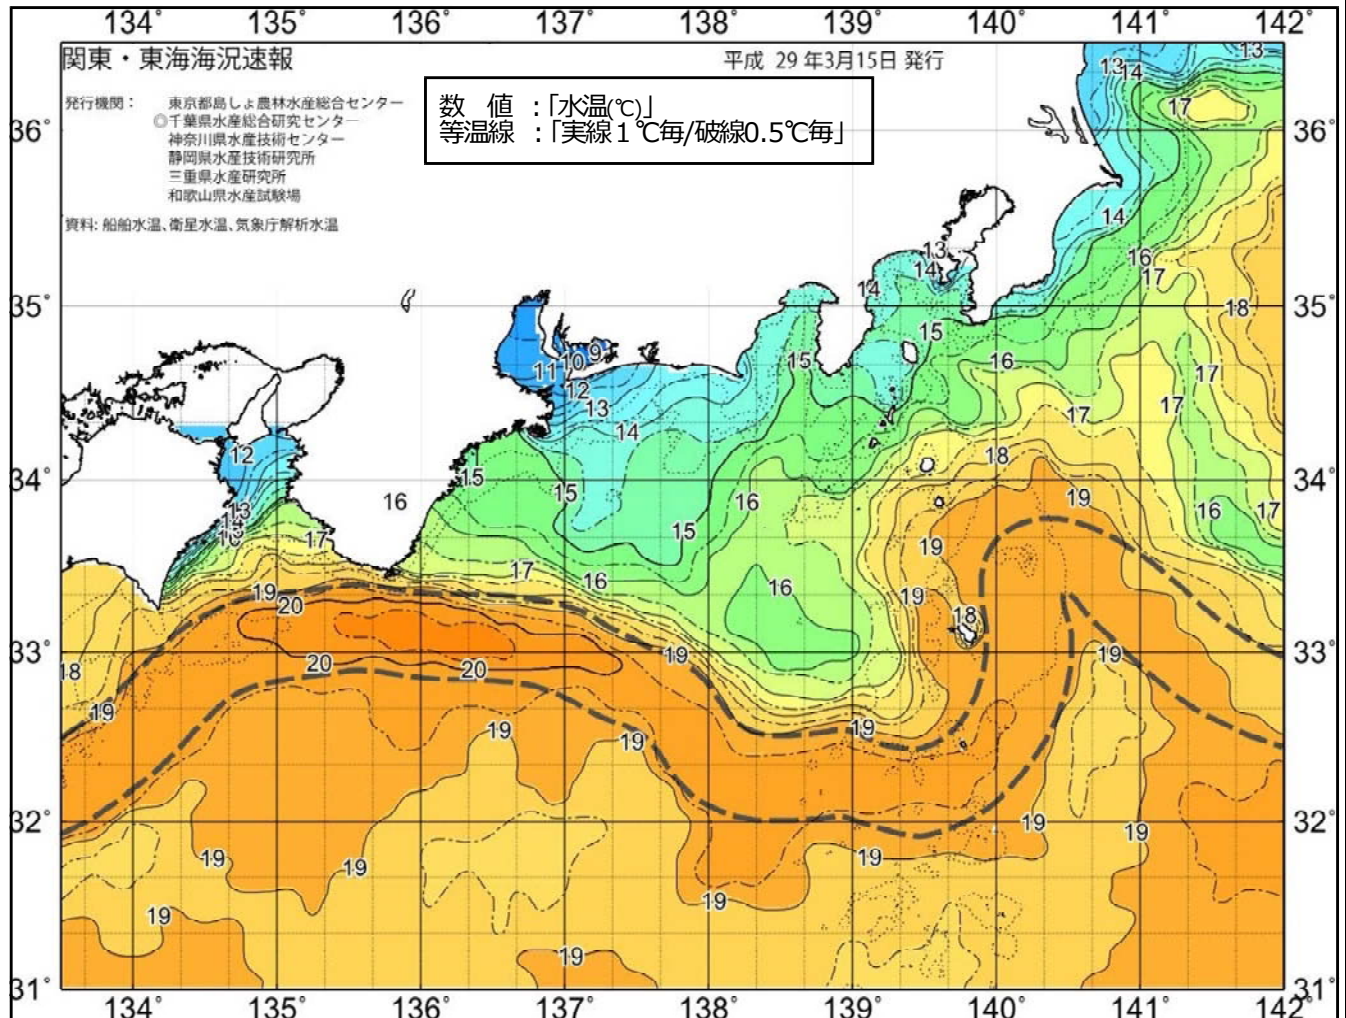 134° 135° 136° 137° 138° 139° 140° 141° 142°
関東・東海海況速報
平成 29 年3月15日 発行
発行機関： 東京都島しょ農林水産総合センター
◎千葉県水産総合研究センター
神奈川県水産技術センター
静岡県水産技術研究所
三重県水産研究所
和歌山県水産試験場
資料: 船舶水温、衛星水温、気象庁解析水温
数 値 ：「水温(℃)」
等温線 ：「実線１℃毎/破線0.5℃毎」
13
13 14
17
36° 36°
14
13
16
14
17
14
35° 18 35°
15
9
10 15 16
11
17
12
13 17 17
14
12 18
15
34° 34°
15 19
16 16
13 16 17
15
17
19
17
16
16
19 19
20
18
33° 19 19 33°
18 20 20
19
19
19 19
32° 19 19 32°
19 19 19
19
19
19
31° 31°
134° 135° 136° 137° 138° 139° 140° 141° 142°